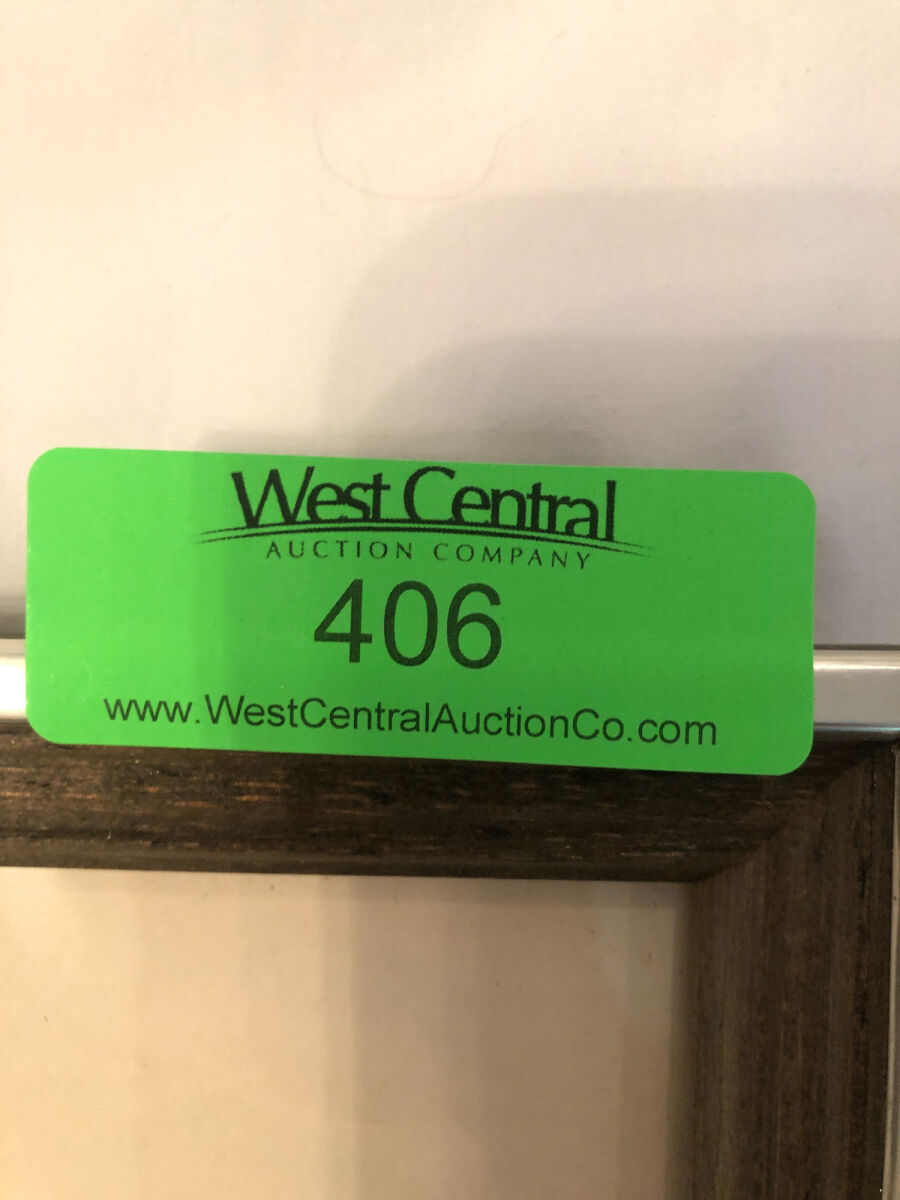 West Central
AUCTION COMPANY
406
www.WestCentralAuctionCo.com